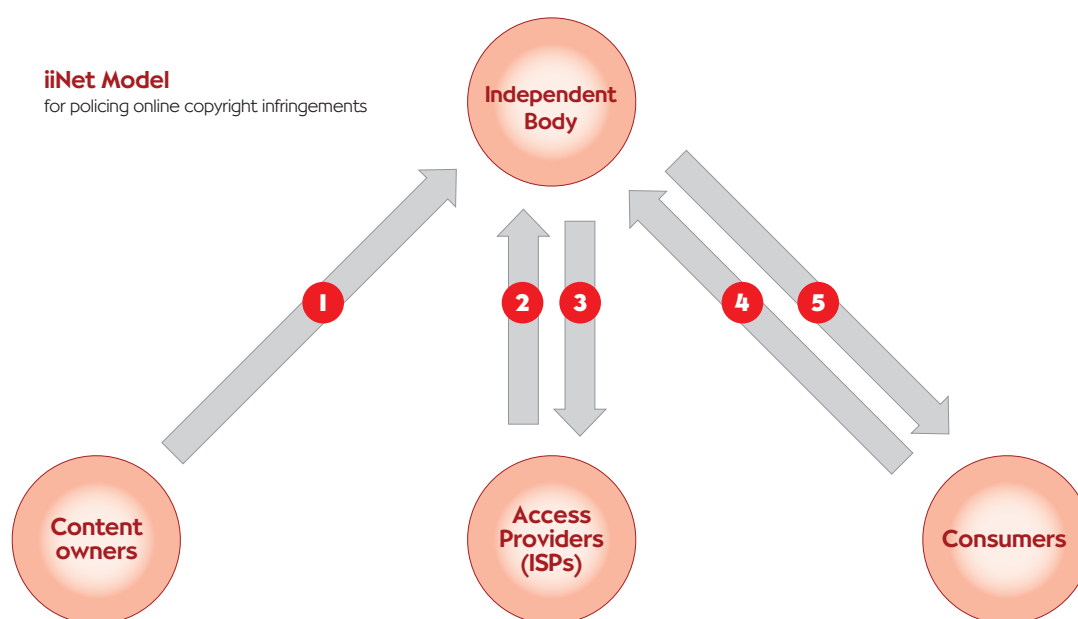 iiNet Model
for policing online copyright infringements
Independent
Body
1
2
3
4
5
Content
owners
Access
Providers
(ISPs)
Consumers